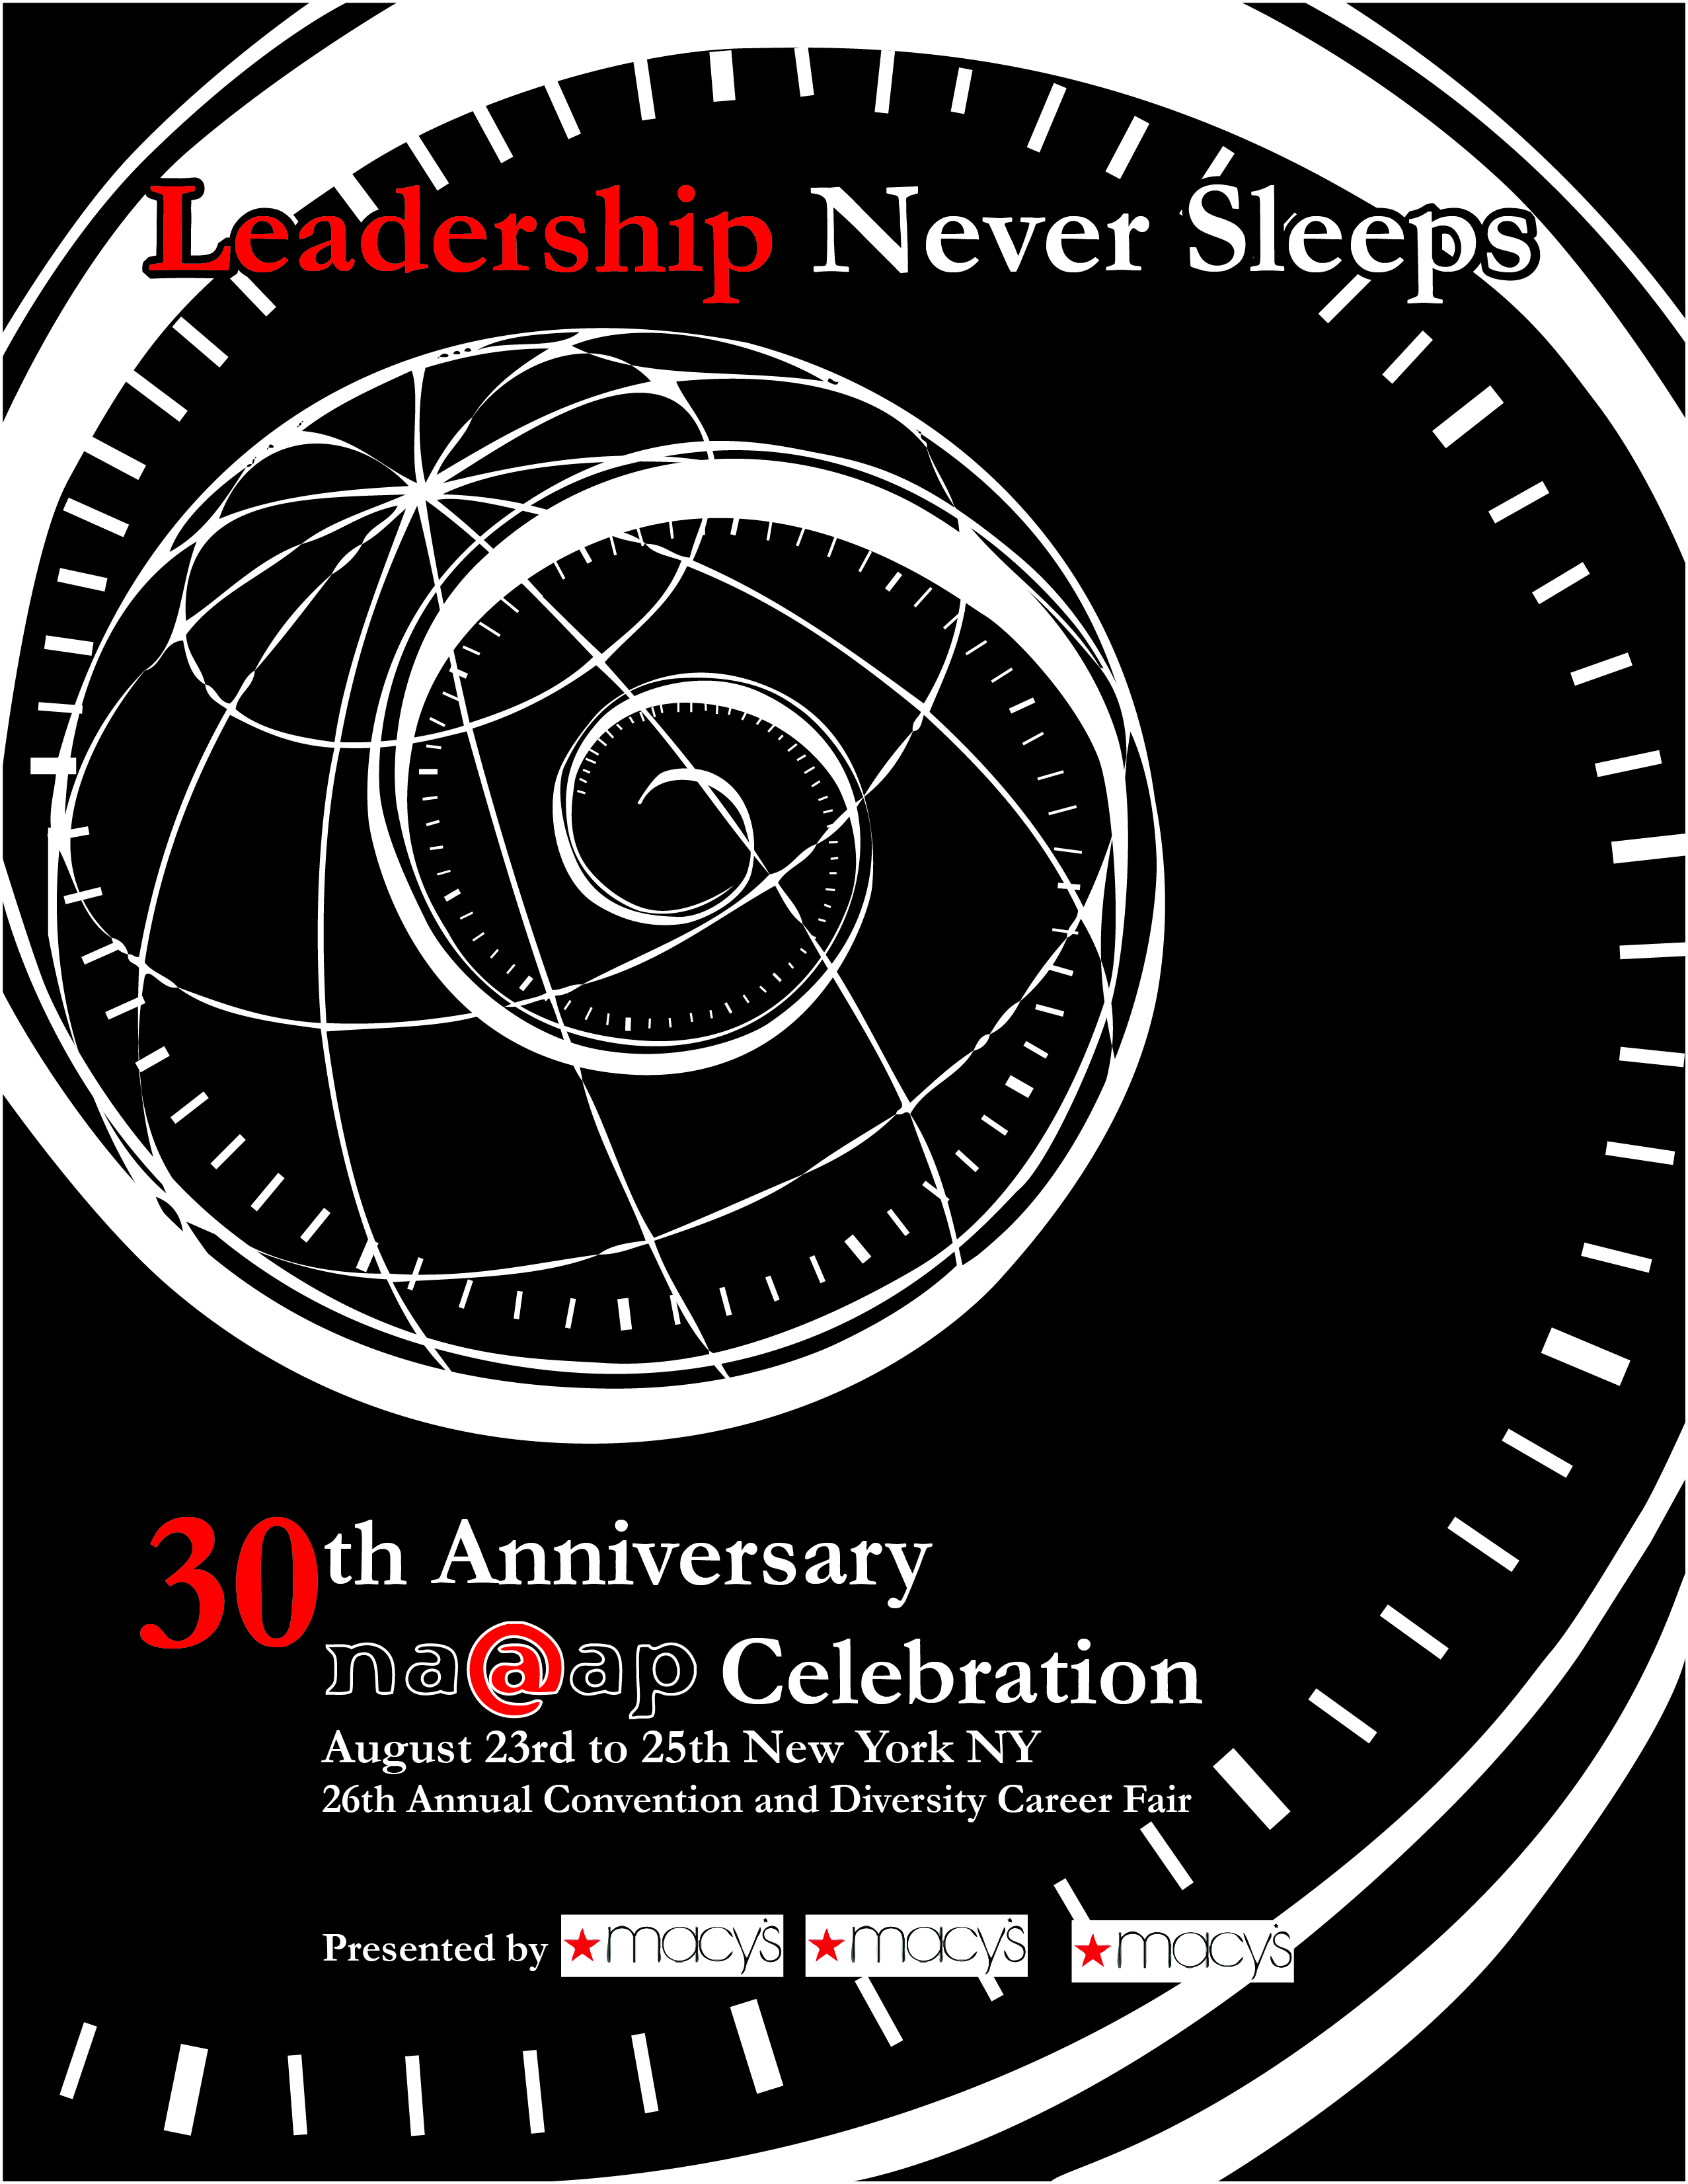 Leadership Never Sleeps
30th Anniversary
na@ap Celebration
August 23rd to 25th New York NY
26th Annual Convention and Diversity Career Fair
Presented by macy's macy's macy's